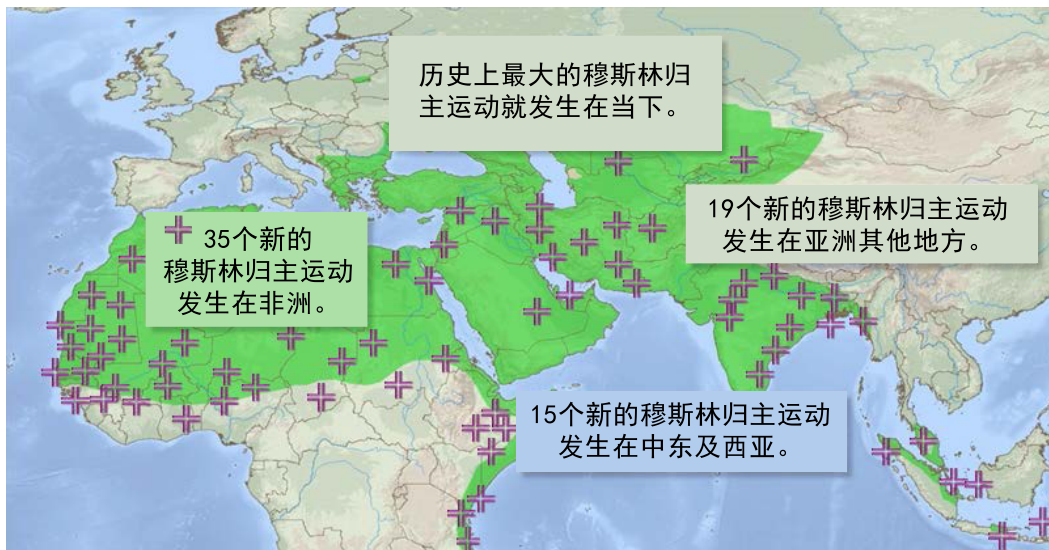 历史上最大的穆斯林归
主运动就发生在当下。
19个新的穆斯林归主运动
发生在亚洲其他地方。
35个新的
穆斯林归主运动
发生在非洲。
15个新的穆斯林归主运动
发生在中东及西亚。